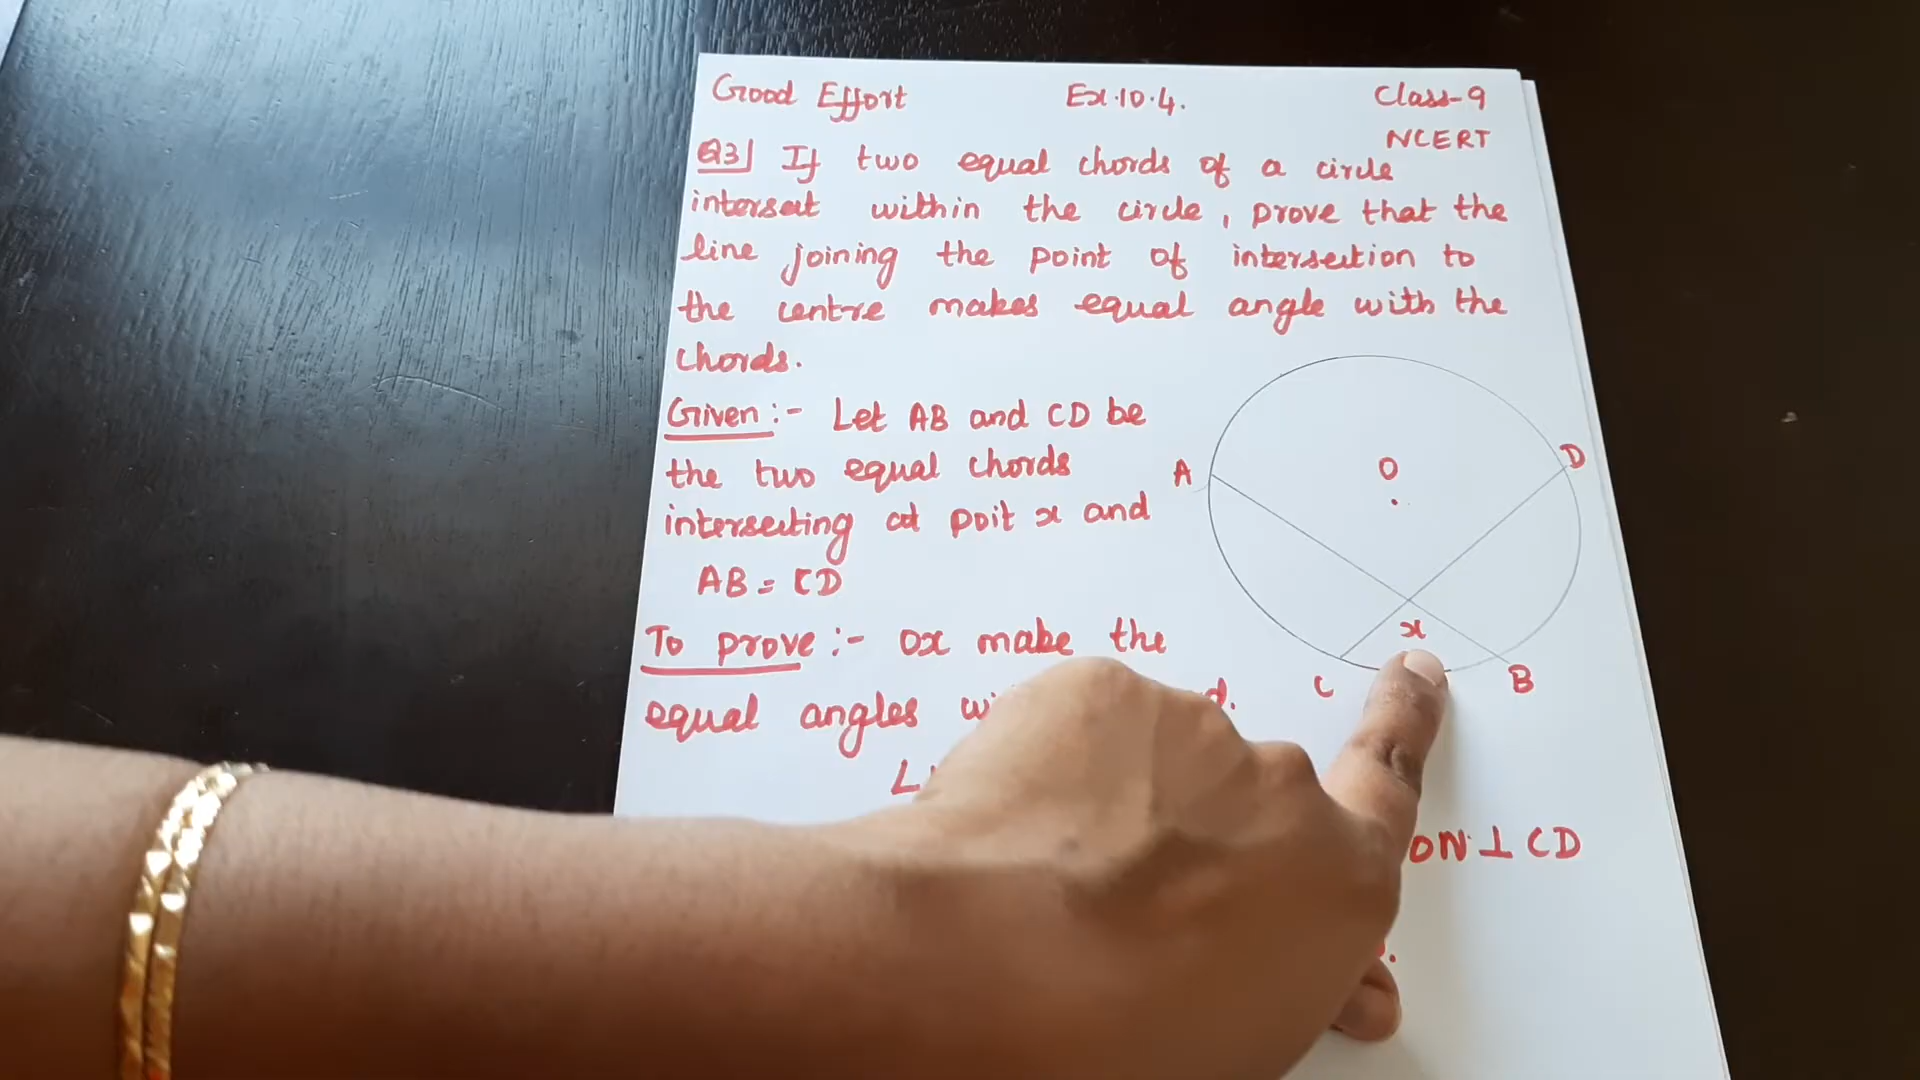 Good Effort Ex.10.4. Class-9
NCERT
Q3] If two equal chords of a circle
intersect within the circle, prove that the
line joining the point of intersection to
the centre makes equal angle with the
chords.
Given :- Let AB and CD be
the two equal chords
intersecting at poit x and
AB = CD
To prove :- ox make the
equal angles
A
O
D
x
C
B
ON ⊥ CD